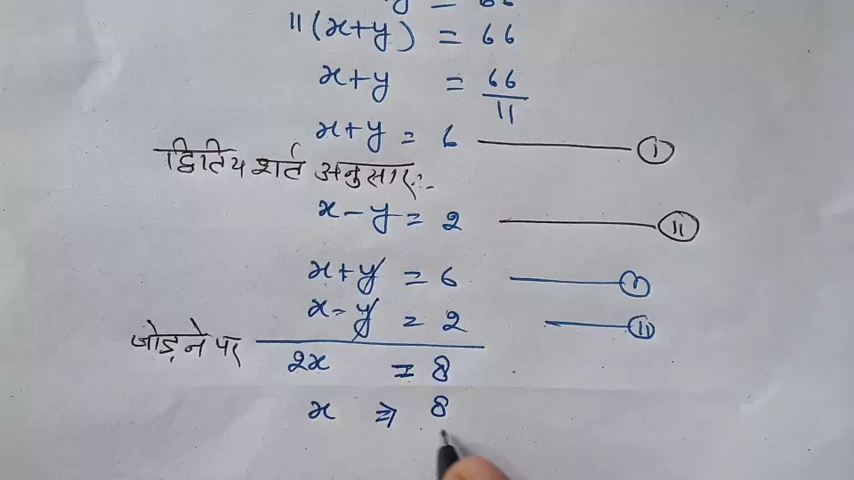 11(x+y) = 66
x+y = 66/11
x+y = 6 ——— (I)
द्वितिय शर्त अनुसार:-
x-y = 2 ——— (II)
x+y = 6 ——— (I)
x-y = 2 ——— (II)
जोड़ने पर
2x = 8
x ⇒ 8